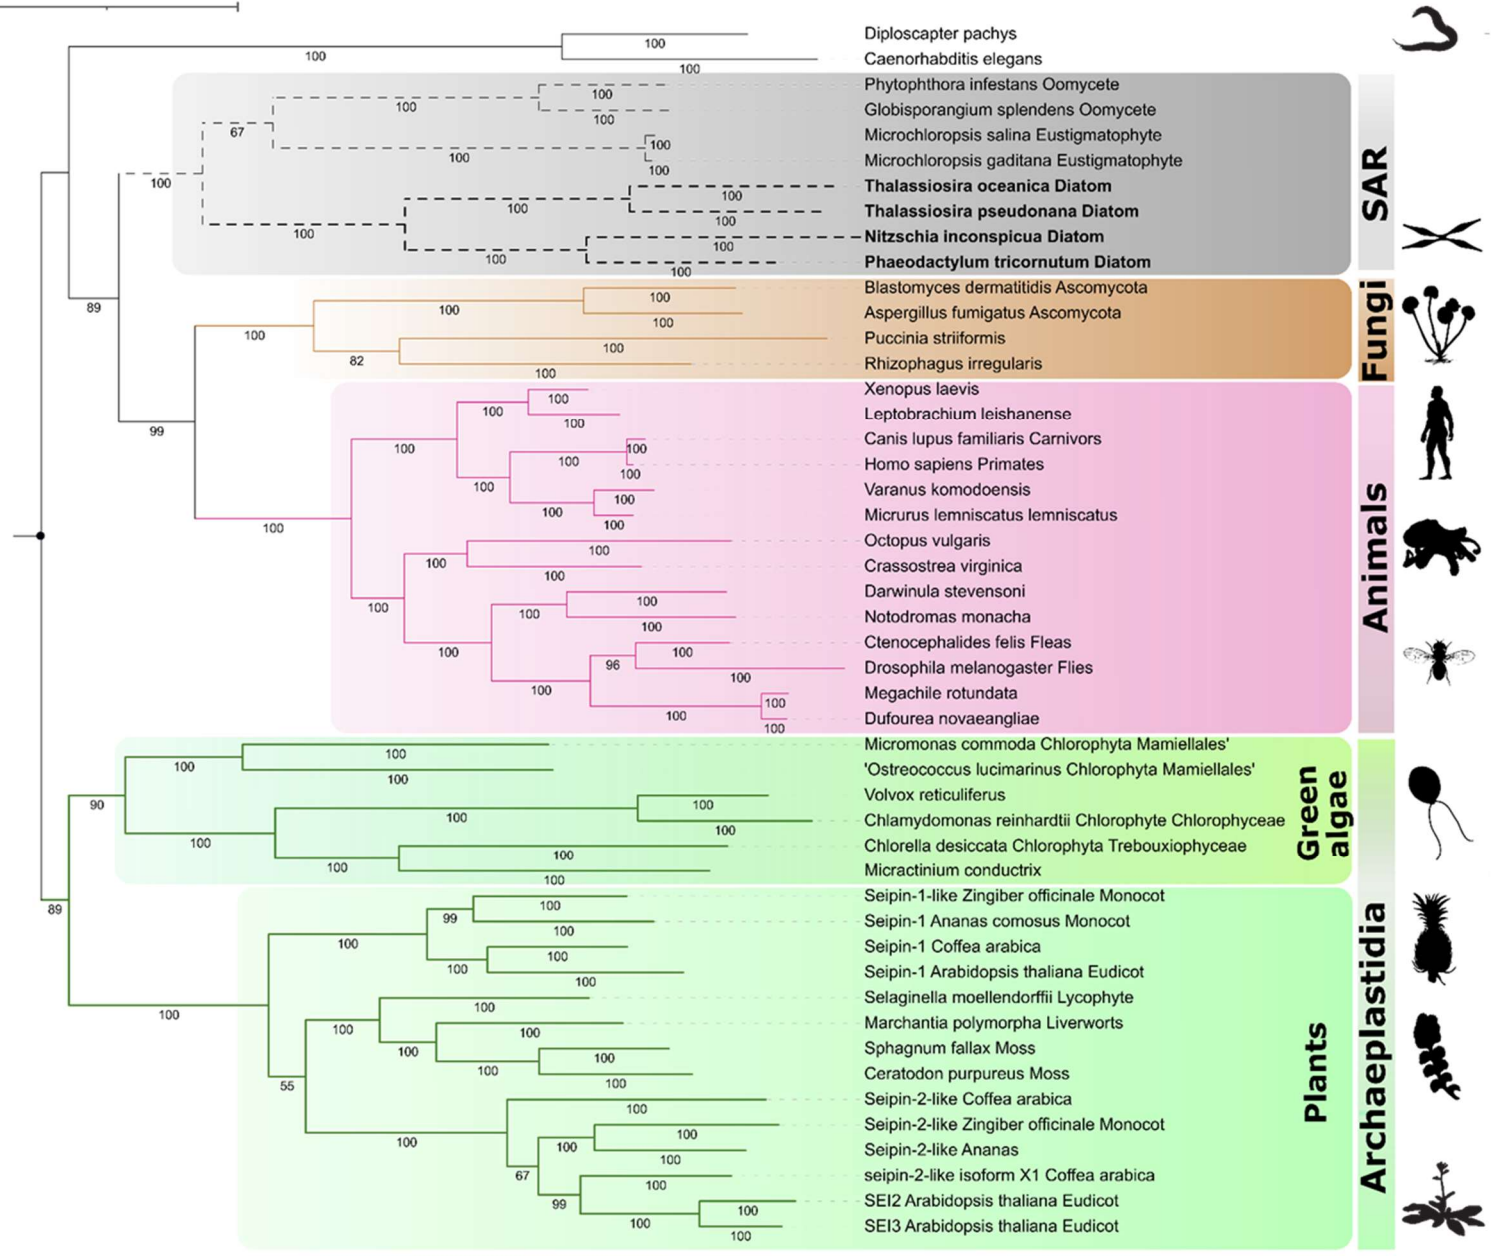 Diploscapter pachys
100
100
Caenorhabditis elegans
100
Phytophthora infestans Oomycete
100
100
Globisporangium splendens Oomycete
100
67
Microchloropsis salina Eustigmatophyte
100
100
Microchloropsis gaditana Eustigmatophyte
100
100
Thalassiosira oceanica Diatom
100
100
Thalassiosira pseudonana Diatom
100
100
Nitzschia inconspicua Diatom
100
100
Phaeodactylum tricornutum Diatom
100
SAR
89
Blastomyces dermatitidis Ascomycota
100
100
Aspergillus fumigatus Ascomycota
100
100
Puccinia striiformis
100
82
Rhizophagus irregularis
100
Fungi
99
Xenopus laevis
100
100
Leptobrachium leishanense
100
100
Canis lupus familiaris Carnivors
100
100
Homo sapiens Primates
100
100
Varanus komodoensis
100
100
Micrurus lemniscatus lemniscatus
100
100
Octopus vulgaris
100
100
Crassostrea virginica
100
100
Darwinula stevensoni
100
100
Notodromas monacha
100
100
Ctenocephalides felis Fleas
100
96
Drosophila melanogaster Flies
100
100
Megachile rotundata
100
100
Dufourea novaeangliae
100
Animals
Micromonas commoda Chlorophyta Mamiellales'
100
100
'Ostreococcus lucimarinus Chlorophyta Mamiellales'
100
90
Volvox reticuliferus
100
100
Chlamydomonas reinhardtii Chlorophyte Chlorophyceae
100
100
Chlorella desiccata Chlorophyta Trebouxiophyceae
100
100
Micractinium conductrix
100
Green
algae
89
Seipin-1-like Zingiber officinale Monocot
100
99
Seipin-1 Ananas comosus Monocot
100
100
Seipin-1 Coffea arabica
100
100
Seipin-1 Arabidopsis thaliana Eudicot
100
100
Selaginella moellendorffii Lycophyte
100
100
Marchantia polymorpha Liverworts
100
100
Sphagnum fallax Moss
100
100
Ceratodon purpureus Moss
100
55
Seipin-2-like Coffea arabica
100
100
Seipin-2-like Zingiber officinale Monocot
100
100
Seipin-2-like Ananas
100
67
seipin-2-like isoform X1 Coffea arabica
100
99
SEI2 Arabidopsis thaliana Eudicot
100
100
SEI3 Arabidopsis thaliana Eudicot
100
Plants
Archaeplastidia